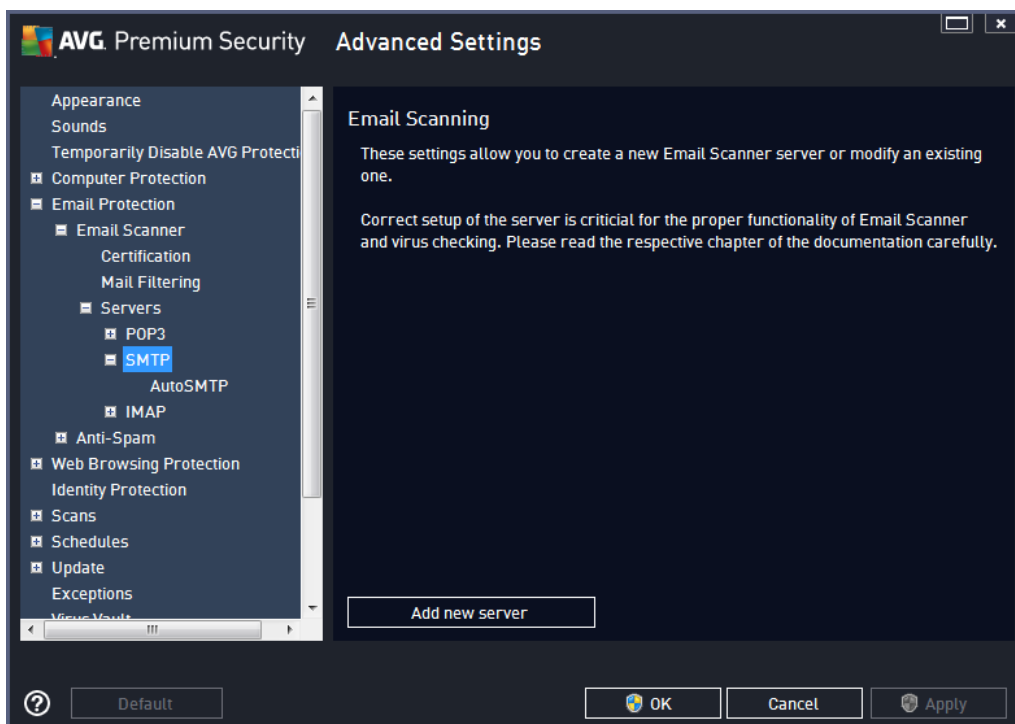 AVG. Premium Security
Advanced Settings
Appearance
Sounds
Temporarily Disable AVG Protecti
Computer Protection
Email Protection
Email Scanner
Certification
Mail Filtering
Servers
POP3
SMTP
AutoSMTP
IMAP
Anti-Spam
Web Browsing Protection
Identity Protection
Scans
Schedules
Update
Exceptions
Virus Vault
Email Scanning
These settings allow you to create a new Email Scanner server or modify an existing
one.
Correct setup of the server is criticial for the proper functionality of Email Scanner
and virus checking. Please read the respective chapter of the documentation carefully.
Add new server
Default
OK
Cancel
Apply